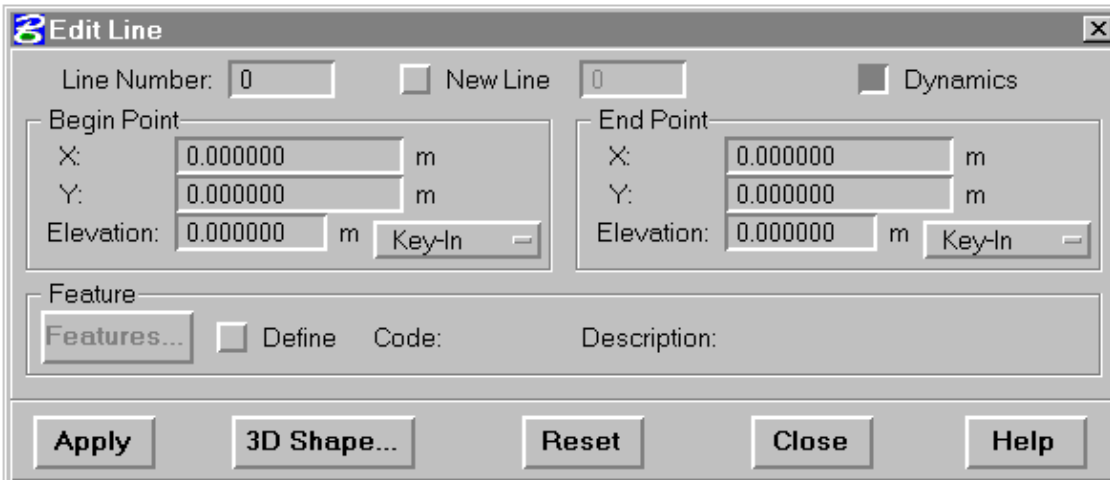 Edit Line
Line Number: 0 New Line 0 Dynamics
Begin Point
X: 0.000000 m
Y: 0.000000 m
Elevation: 0.000000 m Key-In
End Point
X: 0.000000 m
Y: 0.000000 m
Elevation: 0.000000 m Key-In
Feature
Features... Define Code: Description:
Apply 3D Shape... Reset Close Help